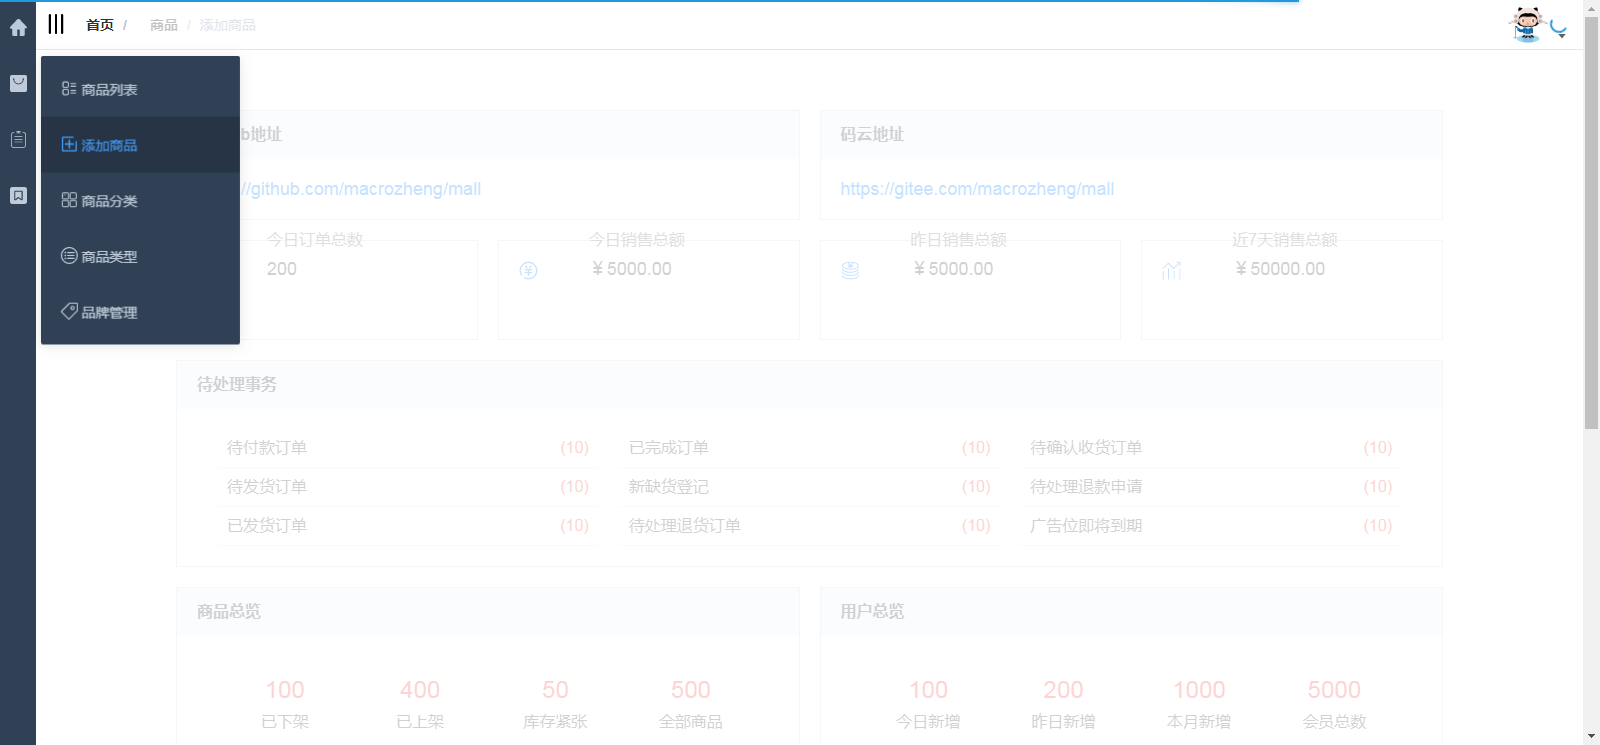 首页 / 商品 / 添加商品
商品列表
添加商品
商品分类
商品类型
品牌管理
b地址
//github.com/macrozheng/mall
码云地址
https://gitee.com/macrozheng/mall
今日订单总数
200
今日销售总额
￥5000.00
昨日销售总额
￥5000.00
近7天销售总额
￥50000.00
待处理事务
待付款订单 (10) 已完成订单 (10) 待确认收货订单 (10)
待发货订单 (10) 新缺货登记 (10) 待处理退款申请 (10)
已发货订单 (10) 待处理退货订单 (10) 广告位即将到期 (10)
商品总览
100 400 50 500
已下架 已上架 库存紧张 全部商品
用户总览
100 200 1000 5000
今日新增 昨日新增 本月新增 会员总数